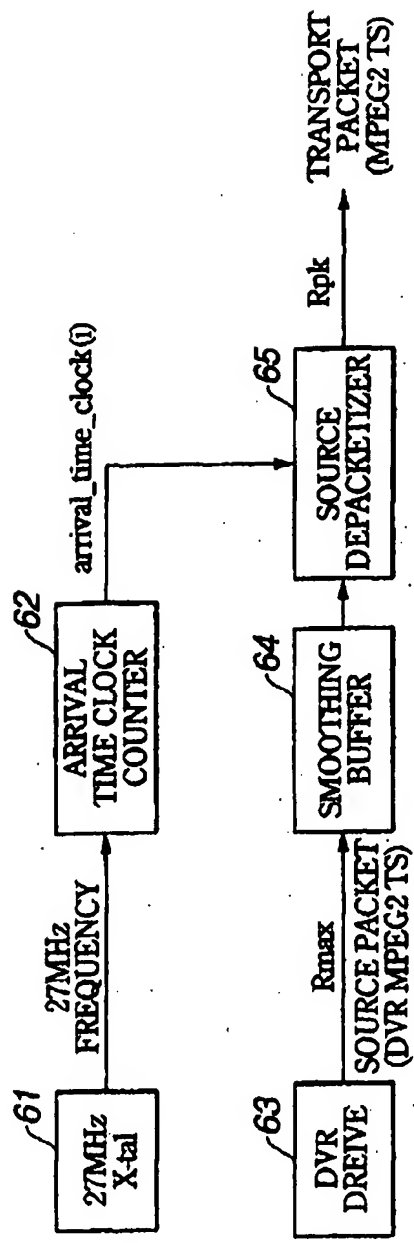 61
27MHz
X-tal
27MHz
FREQUENCY
62
ARRIVAL
TIME CLOCK
COUNTER
arrival_time_clock(i)
63
DVR
DREIVE
Rmax
SOURCE PACKET
(DVR MPEG2 TS)
64
SMOOTHING
BUFFER
65
SOURCE
DEPACKETIZER
Rpk
TRANSPORT
PACKET
(MPEG2 TS)